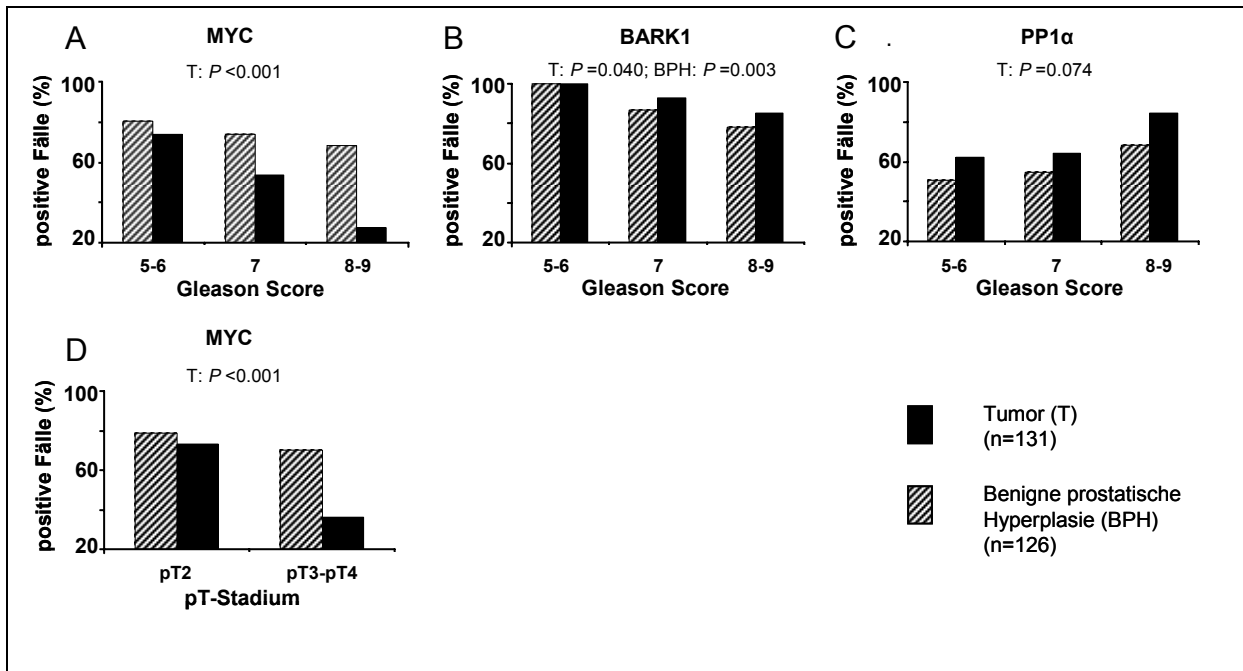 A
MYC
T: P <0.001
positive Fälle (%)
100
60
20
5-6 7 8-9
Gleason Score
B
BARK1
T: P =0.040; BPH: P =0.003
positive Fälle (%)
100
60
20
5-6 7 8-9
Gleason Score
C .
PP1α
T: P =0.074
positive Fälle (%)
100
60
20
5-6 7 8-9
Gleason Score
D
MYC
T: P <0.001
positive Fälle (%)
100
60
20
pT2 pT3-pT4
pT-Stadium
Tumor (T)
(n=131)
Benigne prostatische
Hyperplasie (BPH)
(n=126)